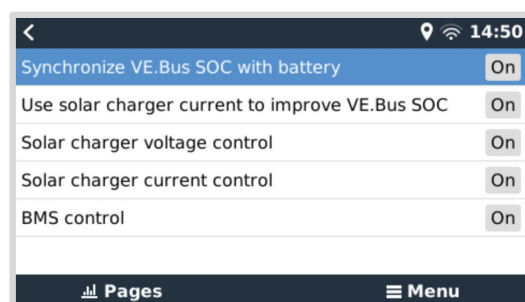 14:50
Synchronize VE.Bus SOC with battery On
Use solar charger current to improve VE.Bus SOC On
Solar charger voltage control On
Solar charger current control On
BMS control On
Pages Menu